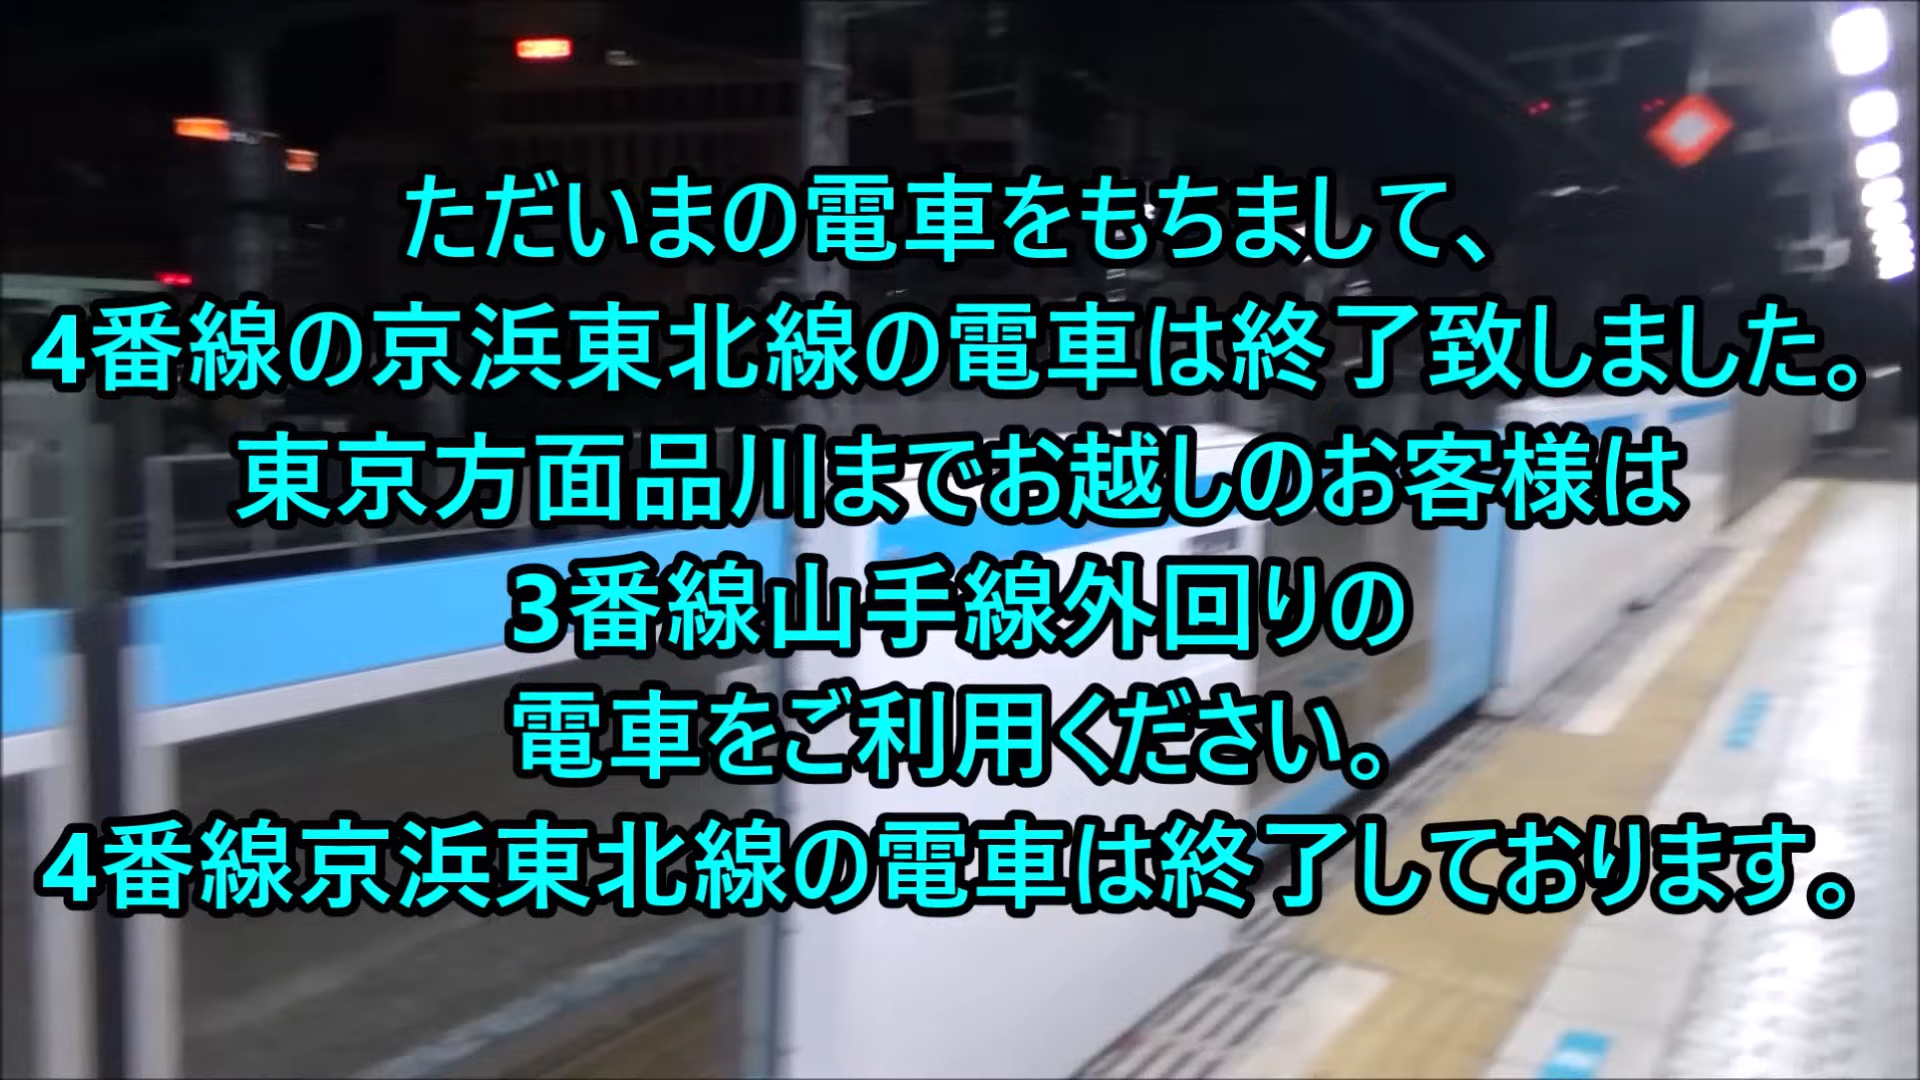 ただいまの電車をもちまして、
4番線の京浜東北線の電車は終了致しました。
東京方面品川までお越しのお客様は
3番線山手線外回りの
電車をご利用ください。
4番線京浜東北線の電車は終了しております。